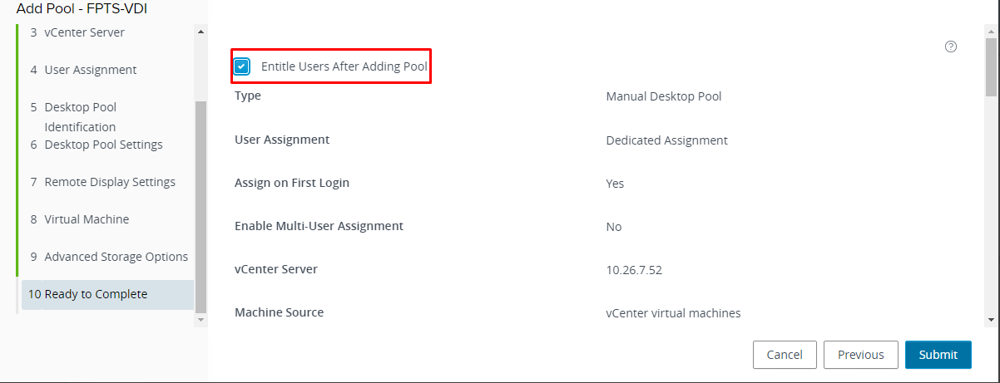 Add Pool - FPTS-VDI
3 vCenter Server
4 User Assignment
5 Desktop Pool
Identification
6 Desktop Pool Settings
7 Remote Display Settings
8 Virtual Machine
9 Advanced Storage Options
10 Ready to Complete
Entitle Users After Adding Pool
Type Manual Desktop Pool
User Assignment Dedicated Assignment
Assign on First Login Yes
Enable Multi-User Assignment No
vCenter Server 10.26.7.52
Machine Source vCenter virtual machines
Cancel Previous Submit